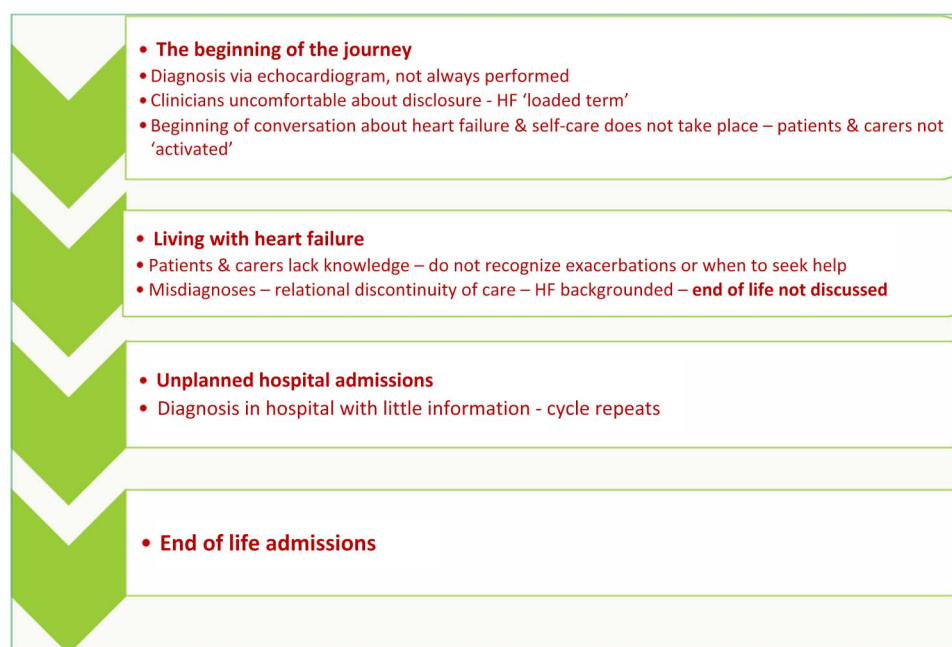 • The beginning of the journey
• Diagnosis via echocardiogram, not always performed
• Clinicians uncomfortable about disclosure - HF ‘loaded term’
• Beginning of conversation about heart failure & self-care does not take place – patients & carers not
‘activated’
• Living with heart failure
• Patients & carers lack knowledge – do not recognize exacerbations or when to seek help
• Misdiagnoses – relational discontinuity of care – HF backgrounded – end of life not discussed
• Unplanned hospital admissions
• Diagnosis in hospital with little information - cycle repeats
• End of life admissions